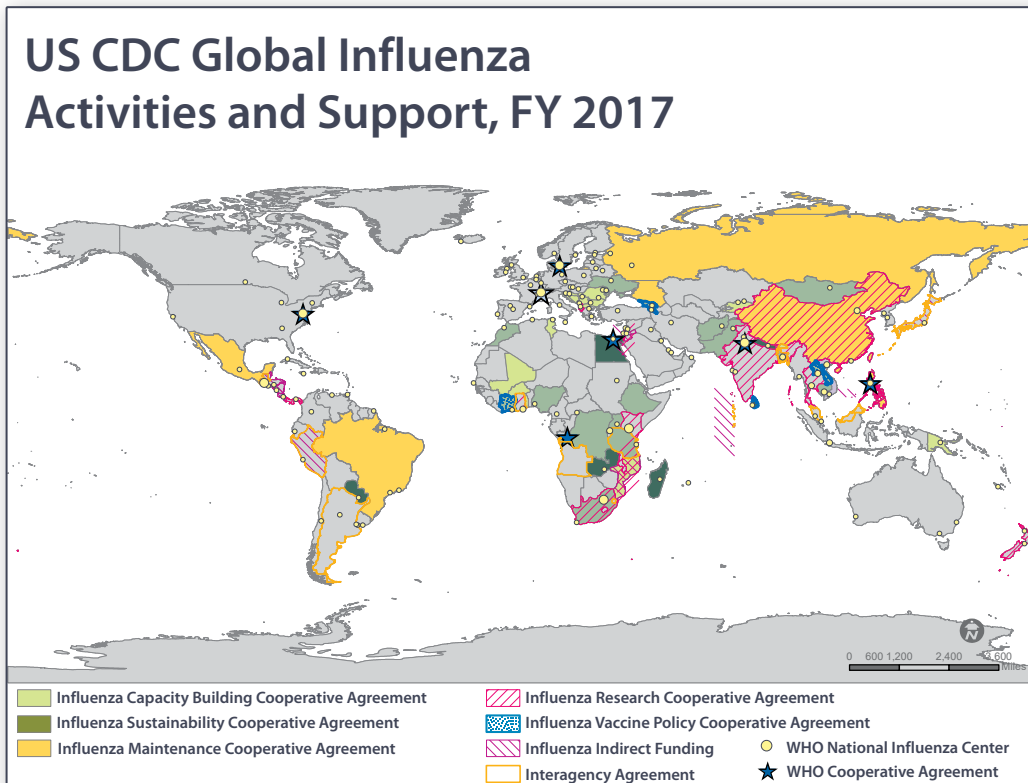 US CDC Global Influenza
Activities and Support, FY 2017
N
0 600 1,200 2,400 3,600
Miles
Influenza Capacity Building Cooperative Agreement
Influenza Sustainability Cooperative Agreement
Influenza Maintenance Cooperative Agreement
Influenza Research Cooperative Agreement
Influenza Vaccine Policy Cooperative Agreement
Influenza Indirect Funding
Interagency Agreement
WHO National Influenza Center
WHO Cooperative Agreement